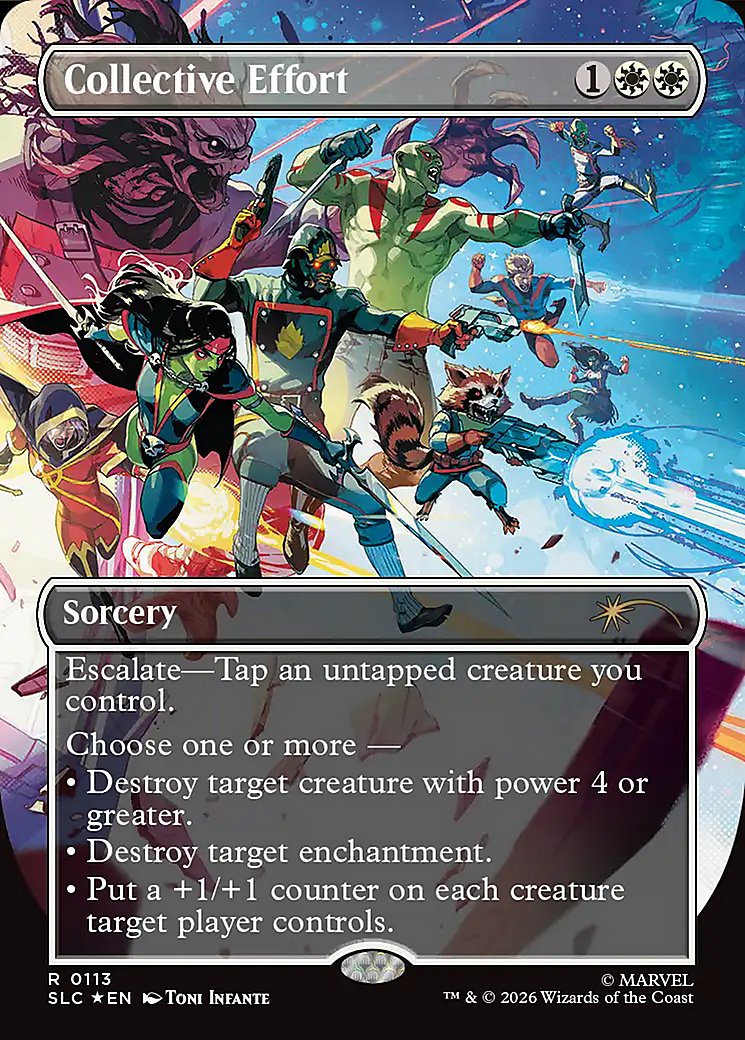 Collective Effort 1
Sorcery
Escalate—Tap an untapped creature you
control.
Choose one or more —
• Destroy target creature with power 4 or
greater.
• Destroy target enchantment.
• Put a +1/+1 counter on each creature
target player controls.
R 0113
SLC ★ EN Toni Infante
© MARVEL
™ & © 2026 Wizards of the Coast